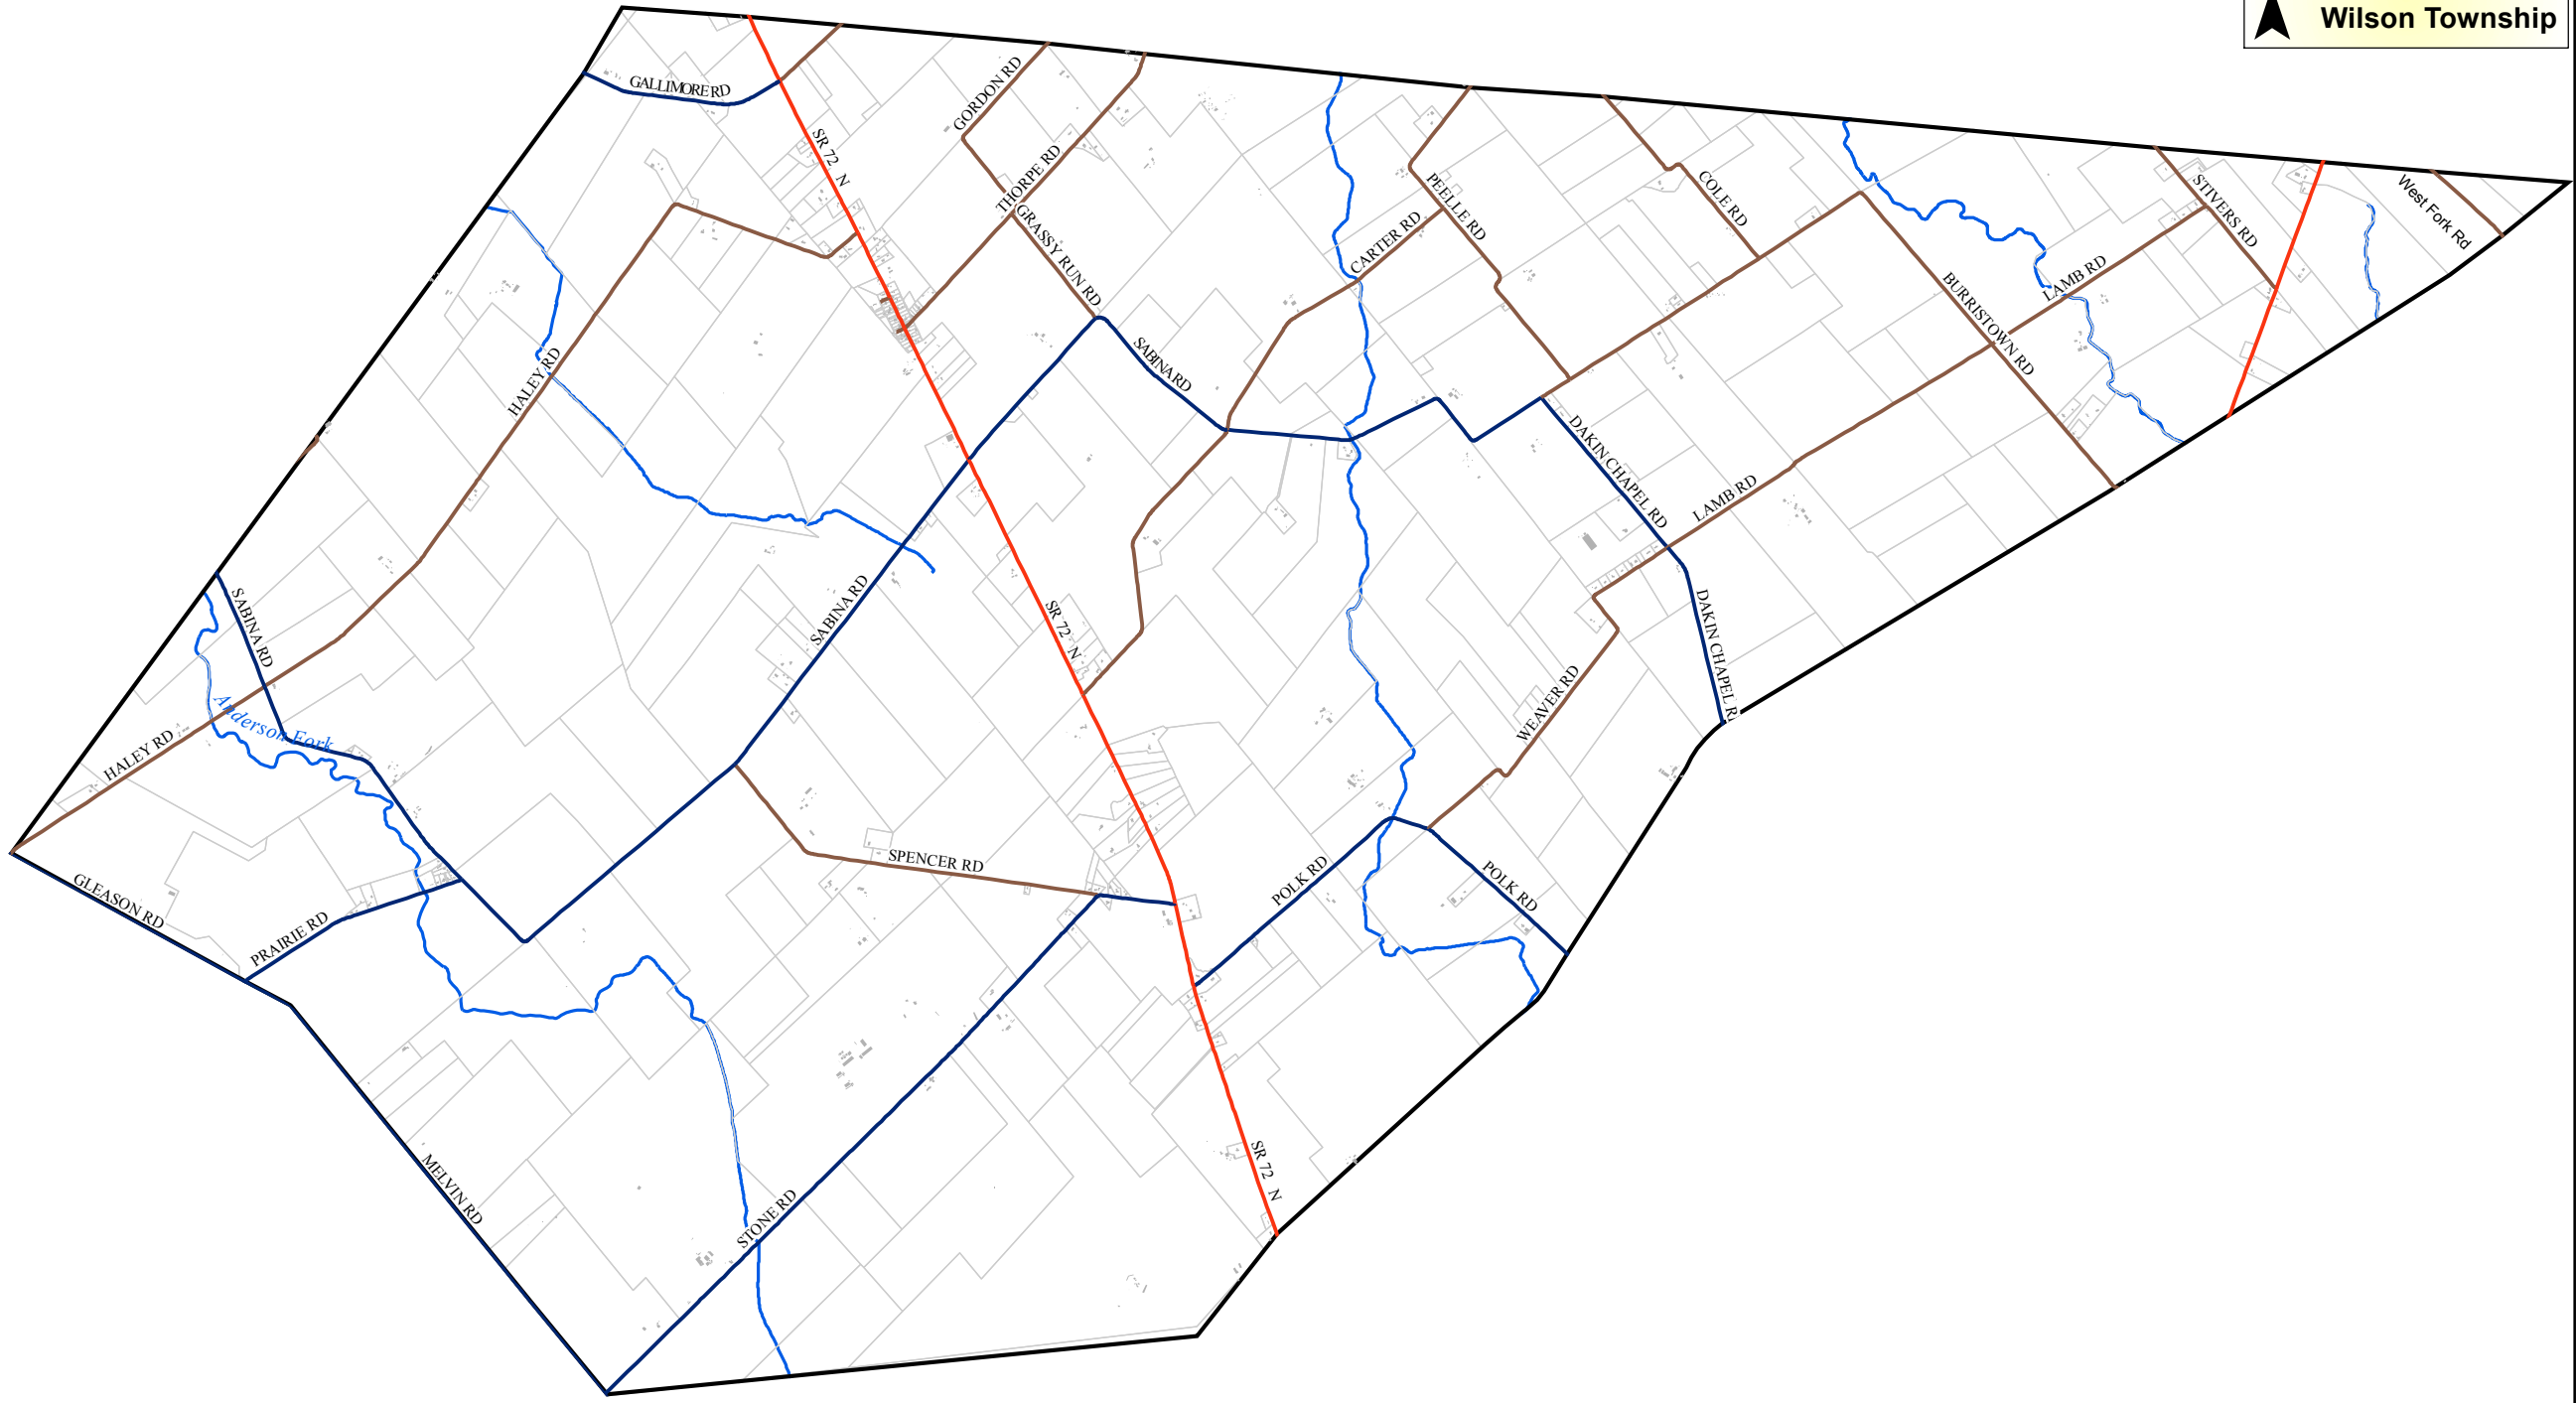 Wilson Township
GALLIMORE RD
GORDON RD
SR 72 N
THORPE RD
GRASSY RUN RD
PEELLE RD
CARTER RD
COLE RD
STIVERS RD
West Fork Rd
LAMB RD
BURRISTOWN RD
HALEY RD
SABINA RD
DAKIN CHAPEL RD
LAMB RD
SABINA RD
SABINA RD
SR 72 N
DAKIN CHAPEL R
WEAVER RD
Anderson Fork
HALEY RD
SPENCER RD
POLK RD
POLK RD
GLEASON RD
PRAIRIE RD
SR 72 N
MELVIN RD
STONE RD